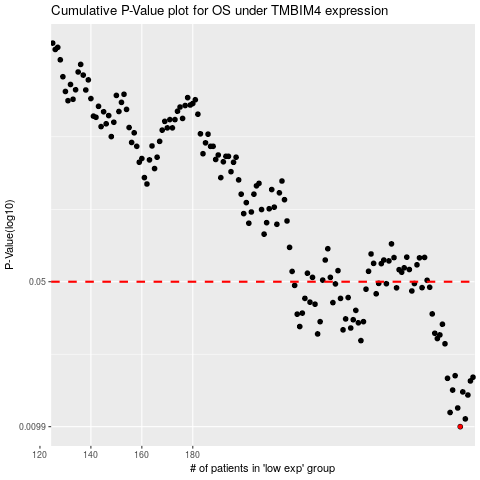 Cumulative P-Value plot for OS under TMBIM4 expression
P-Value(log10)
0.05
0.0099
120 140 160 180
# of patients in 'low exp' group